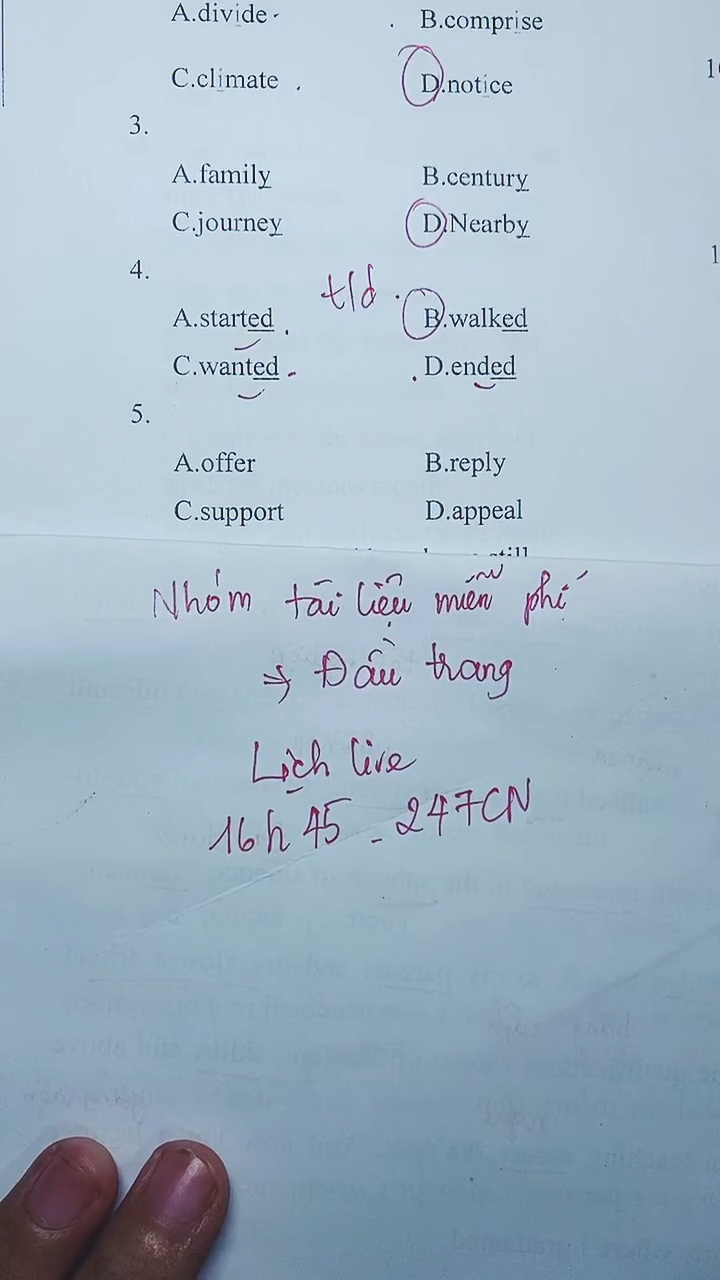 A.divide
B.comprise
C.climate
D.notice
3.
A.family
B.century
C.journey
D.Nearby
4.
t/d
A.started
B.walked
C.wanted
D.ended
5.
A.offer
B.reply
C.support
D.appeal
Nhóm tài liệu miễn phí
⇒ Đầu trang
Lịch live
16h45 - 247CN